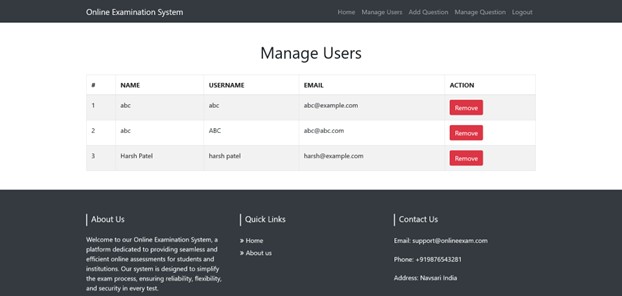 Online Examination System Home Manage Users Add Question Manage Question Logout
Manage Users
# NAME USERNAME EMAIL ACTION
1 abc abc abc@example.com Remove
2 abc ABC abc@abc.com Remove
3 Harsh Patel harsh patel harsh@example.com Remove
About Us
Welcome to our Online Examination System, a
platform dedicated to providing seamless and
efficient online assessments for students and
institutions. Our system is designed to simplify
the exam process, ensuring reliability, flexibility,
and security in every test.
Quick Links
» Home
» About us
Contact Us
Email: support@onlineexam.com
Phone: +919876543281
Address: Navsari India